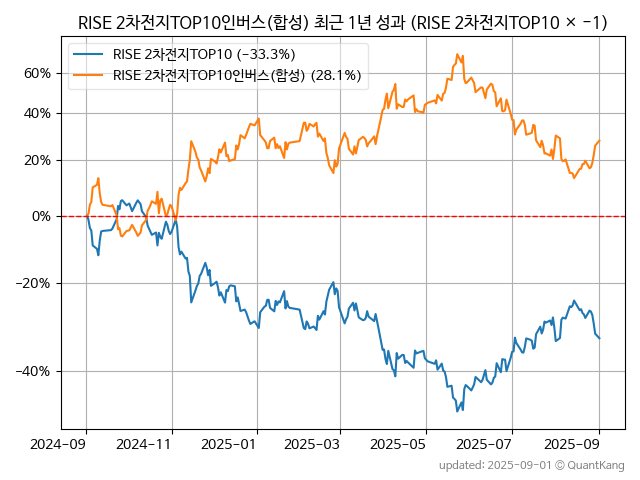 RISE 2차전지TOP10인버스(합성) 최근 1년 성과 (RISE 2차전지TOP10 × −1)
RISE 2차전지TOP10 (−33.3%)
RISE 2차전지TOP10인버스(합성) (28.1%)
60%
40%
20%
0%
−20%
−40%
2024-09 2024-11 2025-01 2025-03 2025-05 2025-07 2025-09
updated: 2025-09-01 © QuantKang